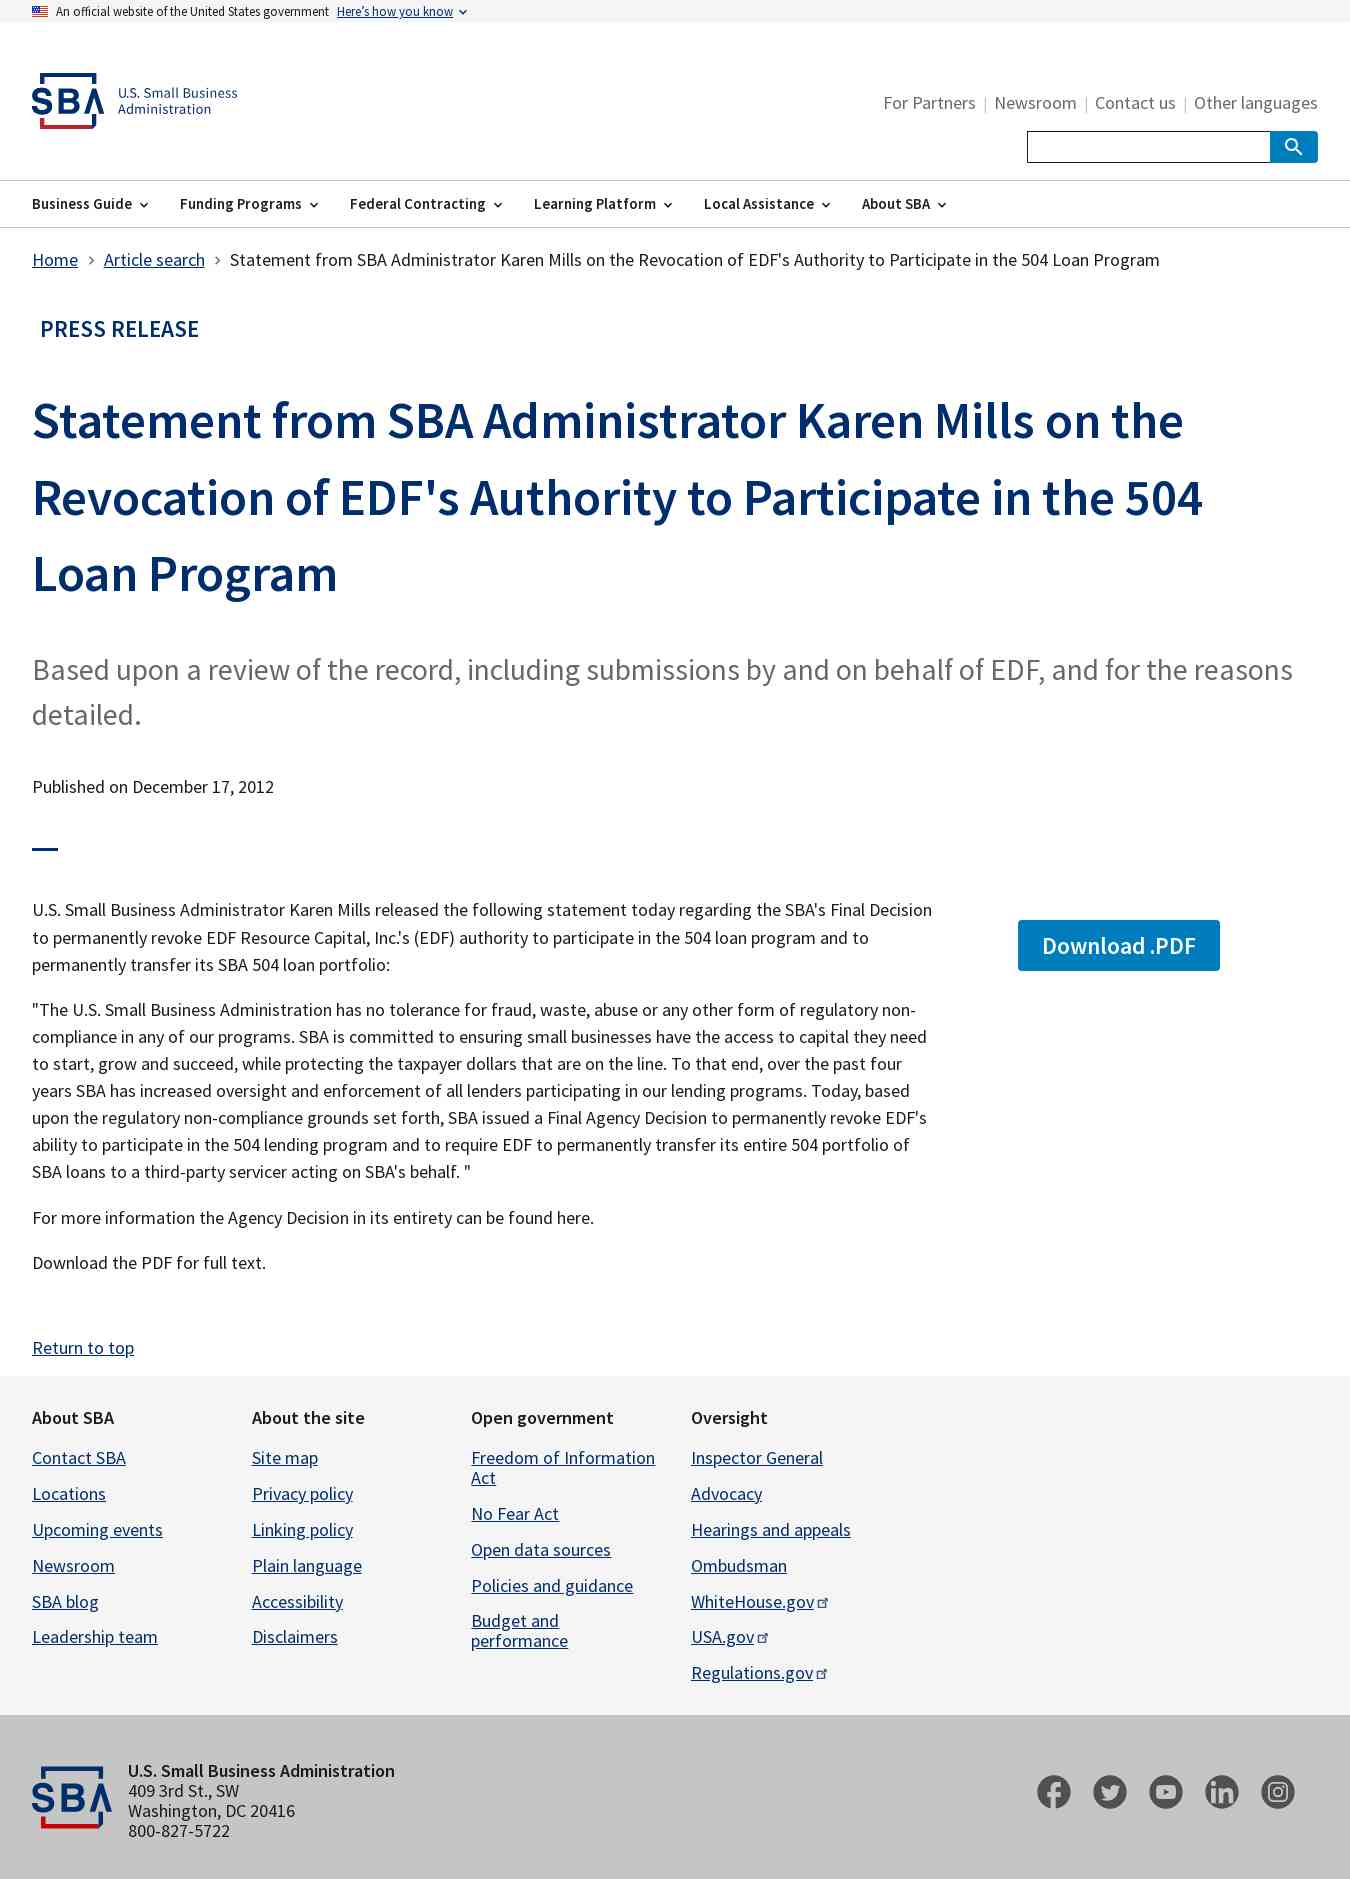 An official website of the United States government Here's how you know
SBA U.S. Small Business
Administration
For Partners | Newsroom | Contact us | Other languages
Business Guide Funding Programs Federal Contracting Learning Platform Local Assistance About SBA
Home > Article search > Statement from SBA Administrator Karen Mills on the Revocation of EDF's Authority to Participate in the 504 Loan Program
PRESS RELEASE
Statement from SBA Administrator Karen Mills on the
Revocation of EDF's Authority to Participate in the 504
Loan Program
Based upon a review of the record, including submissions by and on behalf of EDF, and for the reasons
detailed.
Published on December 17, 2012
U.S. Small Business Administrator Karen Mills released the following statement today regarding the SBA's Final Decision
to permanently revoke EDF Resource Capital, Inc.'s (EDF) authority to participate in the 504 loan program and to
permanently transfer its SBA 504 loan portfolio:
Download .PDF
"The U.S. Small Business Administration has no tolerance for fraud, waste, abuse or any other form of regulatory non-
compliance in any of our programs. SBA is committed to ensuring small businesses have the access to capital they need
to start, grow and succeed, while protecting the taxpayer dollars that are on the line. To that end, over the past four
years SBA has increased oversight and enforcement of all lenders participating in our lending programs. Today, based
upon the regulatory non-compliance grounds set forth, SBA issued a Final Agency Decision to permanently revoke EDF's
ability to participate in the 504 lending program and to require EDF to permanently transfer its entire 504 portfolio of
SBA loans to a third-party servicer acting on SBA's behalf. "
For more information the Agency Decision in its entirety can be found here.
Download the PDF for full text.
Return to top
About SBA
Contact SBA
Locations
Upcoming events
Newsroom
SBA blog
Leadership team
About the site
Site map
Privacy policy
Linking policy
Plain language
Accessibility
Disclaimers
Open government
Freedom of Information
Act
No Fear Act
Open data sources
Policies and guidance
Budget and
performance
Oversight
Inspector General
Advocacy
Hearings and appeals
Ombudsman
WhiteHouse.gov
USA.gov
Regulations.gov
SBA
U.S. Small Business Administration
409 3rd St., SW
Washington, DC 20416
800-827-5722